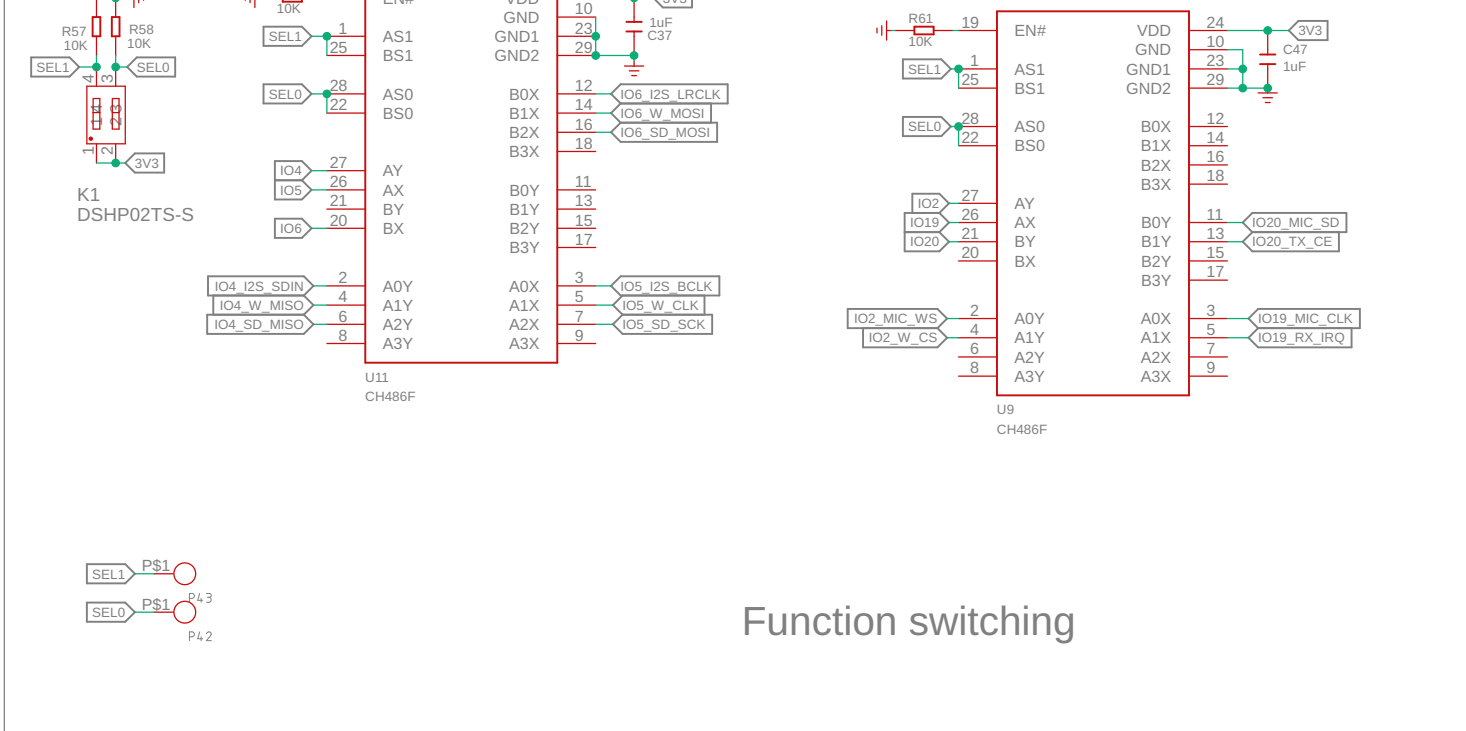 R57
10K
R58
10K
SEL1
SEL0
4
3
1
2
3V3
K1
DSHP02TS-S
10K
SEL1
1
25
AS1
BS1
SEL0
28
22
AS0
BS0
IO4
27
AY
IO5
26
AX
21
BY
IO6
20
BX
IO4_I2S_SDIN
2
A0Y
IO4_W_MISO
4
A1Y
IO4_SD_MISO
6
A2Y
8
A3Y
VDD
3V3
GND
10
GND1
23
GND2
29
1uF
C37
B0X
12
IO6_I2S_LRCLK
B1X
14
IO6_W_MOSI
B2X
16
IO6_SD_MOSI
B3X
18
B0Y
11
B1Y
13
B2Y
15
B3Y
17
A0X
3
IO5_I2S_BCLK
A1X
5
IO5_W_CLK
A2X
7
IO5_SD_SCK
A3X
9
U11
CH486F
R61
10K
19
EN#
SEL1
1
25
AS1
BS1
SEL0
28
22
AS0
BS0
IO2
27
AY
IO19
26
AX
IO20
21
BY
20
BX
IO2_MIC_WS
2
A0Y
IO2_W_CS
4
A1Y
6
A2Y
8
A3Y
VDD
24
3V3
GND
10
GND1
23
GND2
29
C47
1uF
B0X
12
B1X
14
B2X
16
B3X
18
B0Y
11
IO20_MIC_SD
B1Y
13
IO20_TX_CE
B2Y
15
B3Y
17
A0X
3
IO19_MIC_CLK
A1X
5
IO19_RX_IRQ
A2X
7
A3X
9
U9
CH486F
SEL1
P$1
P43
SEL0
P$1
P42
Function switching